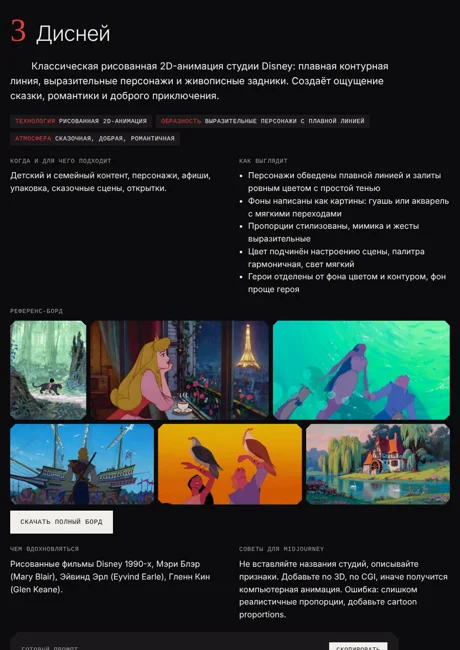 3 Дисней
Классическая рисованная 2D-анимация студии Disney: плавная контурная
линия, выразительные персонажи и живописные задники. Создаёт ощущение
сказки, романтики и доброго приключения.
ТЕХНОЛОГИЯ РИСОВАННАЯ 2D-АНИМАЦИЯ
ОБРАЗНОСТЬ ВЫРАЗИТЕЛЬНЫЕ ПЕРСОНАЖИ С ПЛАВНОЙ ЛИНИЕЙ
АТМОСФЕРА СКАЗОЧНАЯ, ДОБРАЯ, РОМАНТИЧНАЯ
КОГДА И ДЛЯ ЧЕГО ПОДХОДИТ
Детский и семейный контент, персонажи, афиши,
упаковка, сказочные сцены, открытки.
КАК ВЫГЛЯДИТ
• Персонажи обведены плавной линией и залиты
ровным цветом с простой тенью
• Фоны написаны как картины: гуашь или акварель
с мягкими переходами
• Пропорции стилизованы, мимика и жесты
выразительные
• Цвет подчинён настроению сцены, палитра
гармоничная, свет мягкий
• Герои отделены от фона цветом и контуром, фон
проще героя
РЕФЕРЕНС-БОРД
СКАЧАТЬ ПОЛНЫЙ БОРД
ЧЕМ ВДОХНОВЛЯТЬСЯ
Рисованные фильмы Disney 1990-х, Мэри Блэр
(Mary Blair), Эйвинд Эрл (Eyvind Earle), Гленн Кин
(Glen Keane).
СОВЕТЫ ДЛЯ MIDJOURNEY
Не вставляйте названия студий, описывайте
признаки. Добавьте no 3D, no CGI, иначе получится
компьютерная анимация. Ошибка: слишком
реалистичные пропорции, добавьте cartoon
proportions.
ГОТОВЫЙ ПРОМПТ
СКОПИРОВАТЬ